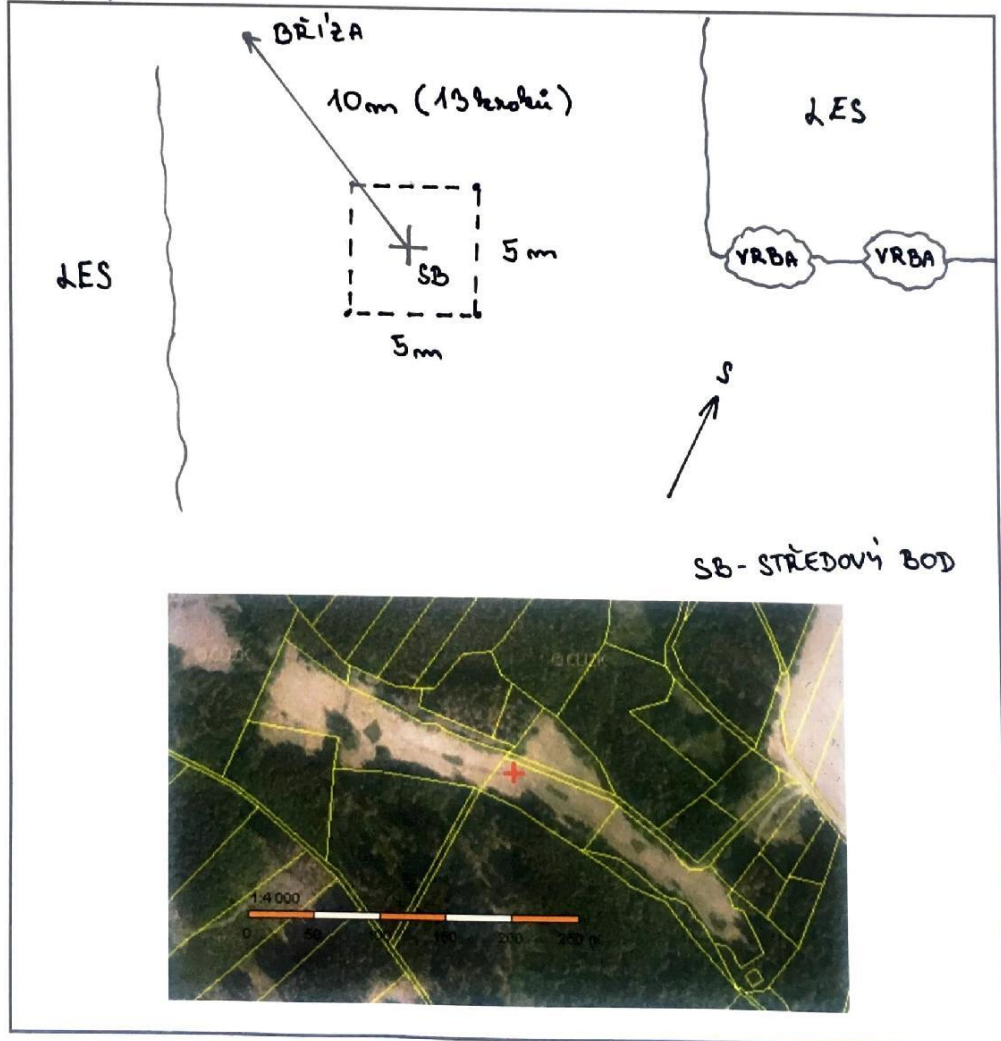 BŘÍZA
10m (13 kroků)
LES
LES
VRBA
VRBA
SB
5m
5m
S
SB - STŘEDOVÝ BOD
1:4 000
0 50 100 150 200 250 m